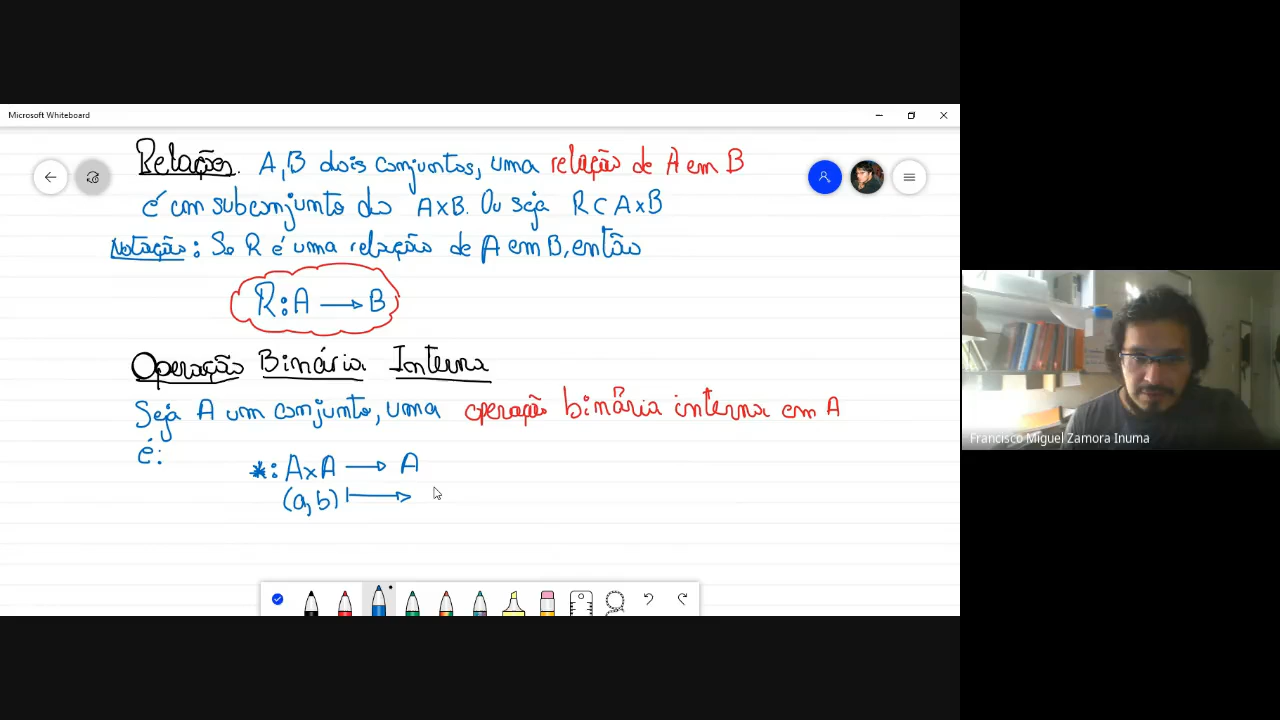 Microsoft Whiteboard
Relações. A, B dois conjuntos, uma relação de A em B
é um subconjunto do A×B. Ou seja R⊂A×B
Notação: Se R é uma relação de A em B, então
R: A → B
Operação Binária Interna
Seja A um conjunto, uma operação binária interna em A
é:
*: A×A → A
(a,b) ↦
Francisco Miguel Zamora Inuma